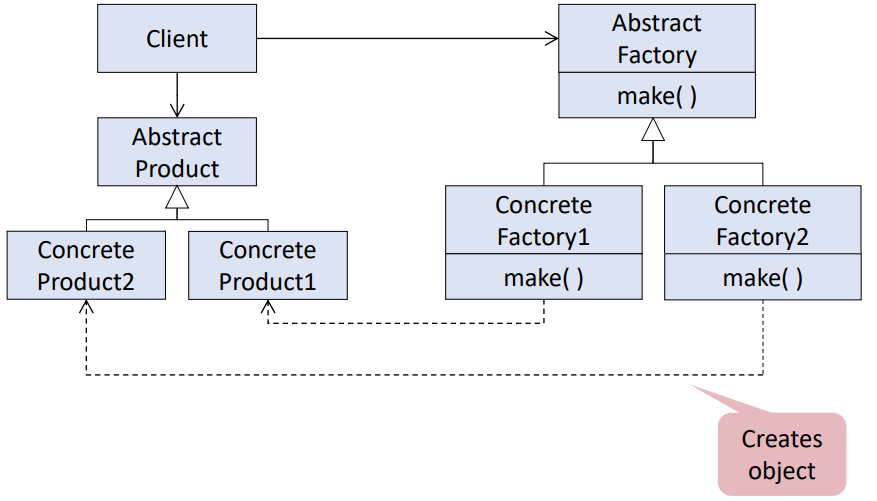 Client
Abstract
Factory
make( )
Abstract
Product
Concrete
Product2
Concrete
Product1
Concrete
Factory1
make( )
Concrete
Factory2
make( )
Creates
object